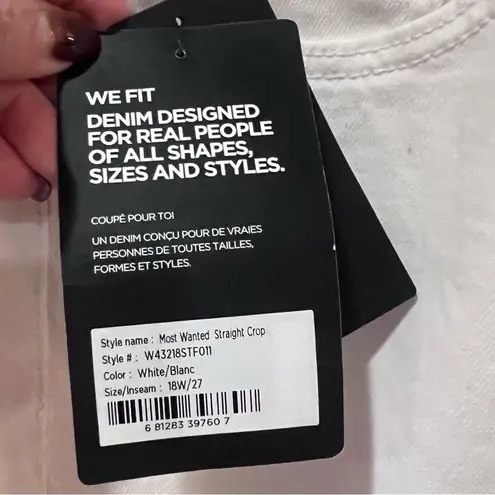 WE FIT
DENIM DESIGNED
FOR REAL PEOPLE
OF ALL SHAPES,
SIZES AND STYLES.
COUPÉ POUR TOI
UN DENIM CONÇU POUR DE VRAIES
PERSONNES DE TOUTES TAILLES,
FORMES ET STYLES.
Style name : Most Wanted Straight Crop
Style # : W43218STF011
Color : White/Blanc
Size/Inseam : 18W/27
6 81283 39760 7